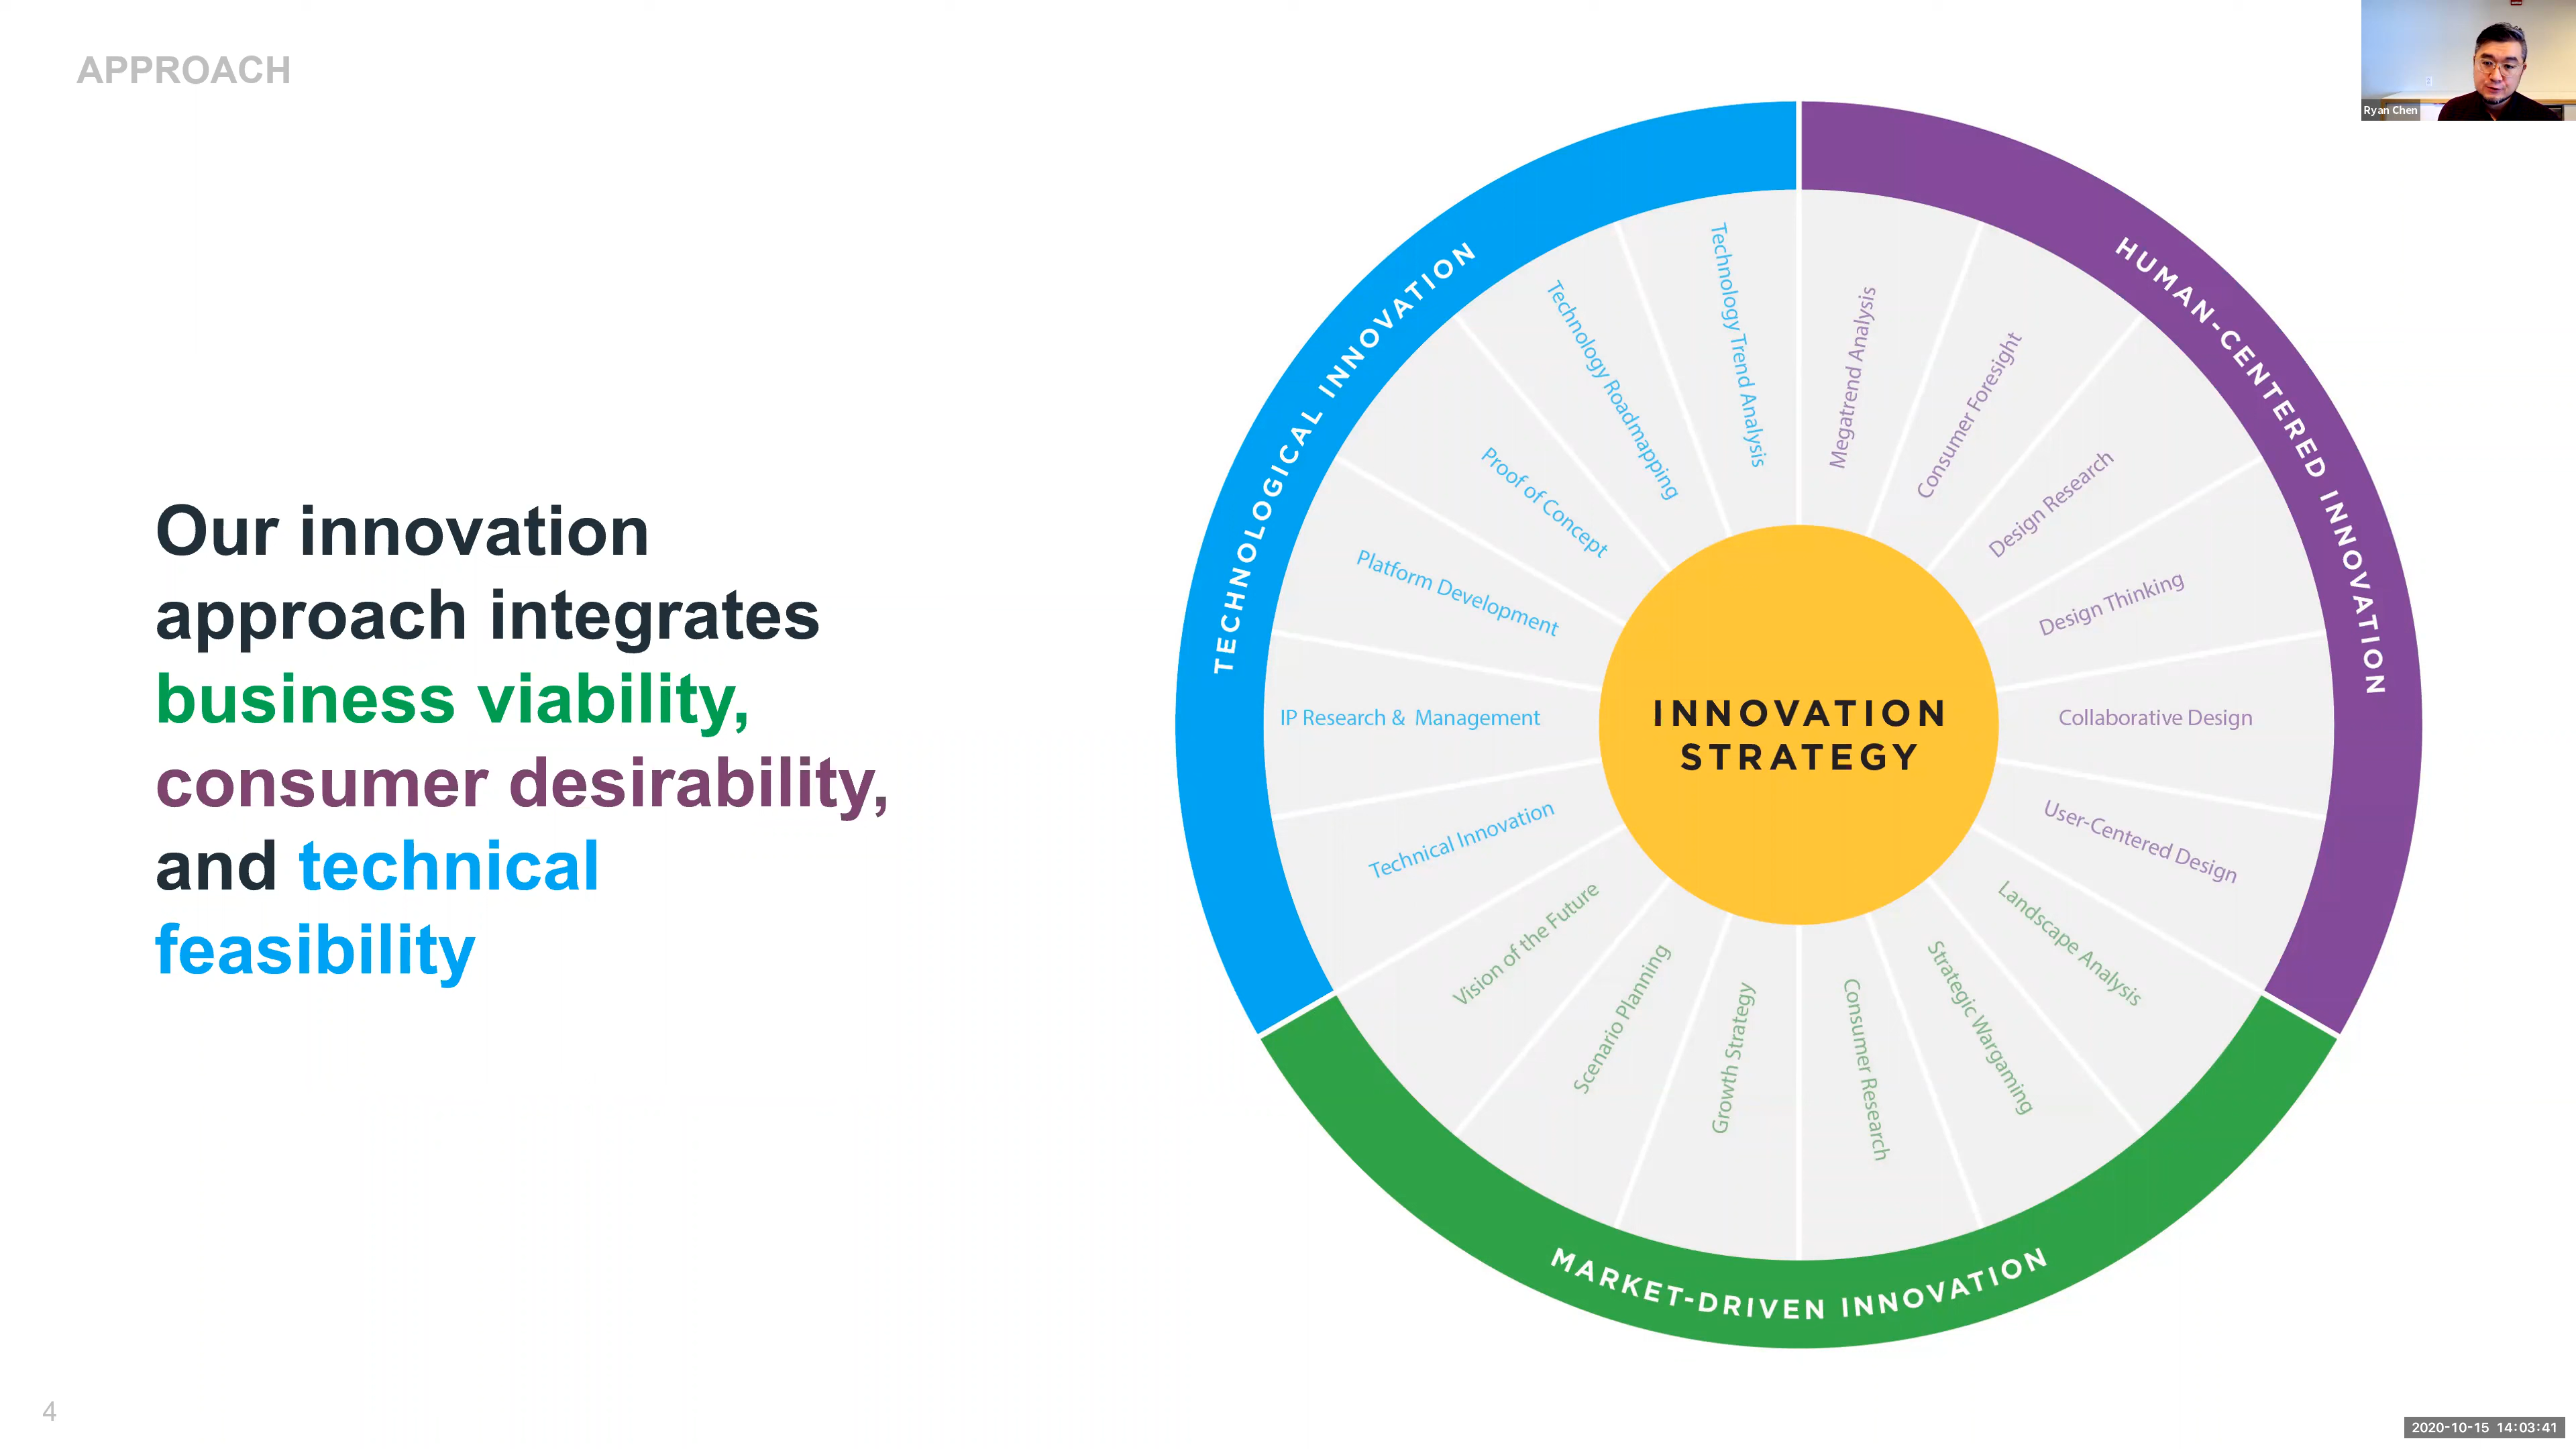 APPROACH
Ryan Chen
Our innovation
approach integrates
business viability,
consumer desirability,
and technical
feasibility
TECHNOLOGICAL INNOVATION
HUMAN-CENTERED INNOVATION
MARKET-DRIVEN INNOVATION
INNOVATION
STRATEGY
Megatrend Analysis
Consumer Foresight
Design Research
Design Thinking
Collaborative Design
User-Centered Design
Landscape Analysis
Strategic Wargaming
Consumer Research
Growth Strategy
Scenario Planning
Vision of the Future
Technical Innovation
IP Research & Management
Platform Development
Proof of Concept
Technology Roadmapping
Technology Trend Analysis
4
2020-10-15 14:03:41